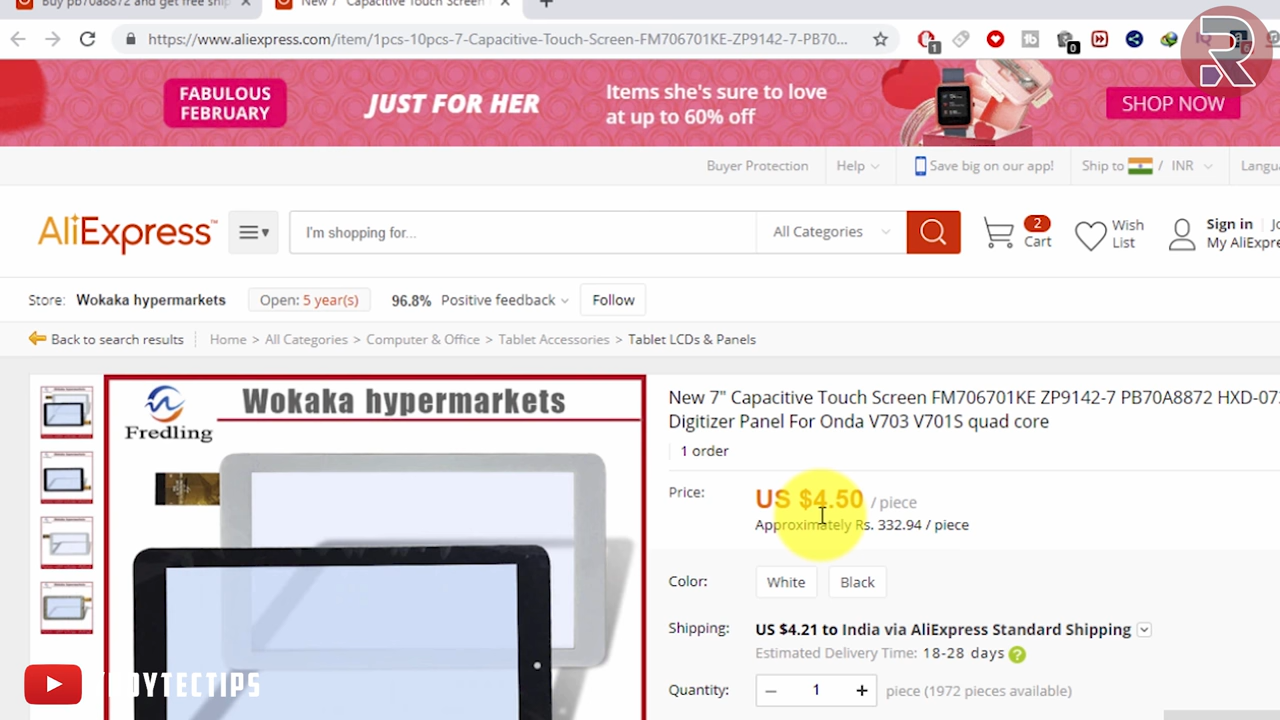 Buy pb70a8872 and get free ship
New 7" Capacitive Touch Screen
https://www.aliexpress.com/item/1pcs-10pcs-7-Capacitive-Touch-Screen-FM706701KE-ZP9142-7-PB70...
1
0
FABULOUS
FEBRUARY
JUST FOR HER
Items she's sure to love
at up to 60% off
SHOP NOW
Buyer Protection
Help
Save big on our app!
Ship to / INR
Langu
AliExpress™
I'm shopping for...
All Categories
2
Cart
Wish
List
Sign in
Jo
My AliExpre
Store: Wokaka hypermarkets
Open: 5 year(s)
96.8% Positive feedback
Follow
Back to search results
Home > All Categories > Computer & Office > Tablet Accessories > Tablet LCDs & Panels
Wokaka hypermarkets
Fredling
New 7" Capacitive Touch Screen FM706701KE ZP9142-7 PB70A8872 HXD-073
Digitizer Panel For Onda V703 V701S quad core
1 order
Price:
US $4.50 / piece
Approximately Rs. 332.94 / piece
Color:
White
Black
Shipping:
US $4.21 to India via AliExpress Standard Shipping
Estimated Delivery Time: 18-28 days
Quantity:
− 1 +
piece (1972 pieces available)